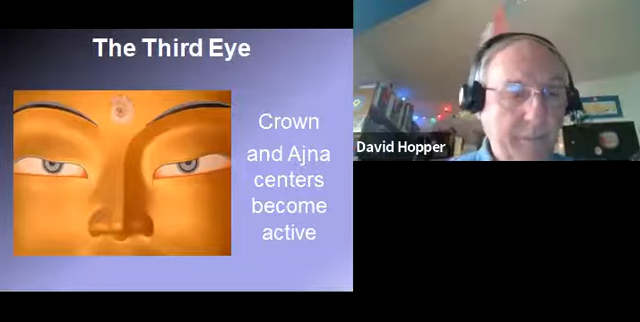 The Third Eye
Crown
and Ajna
centers
become
active
David Hopper